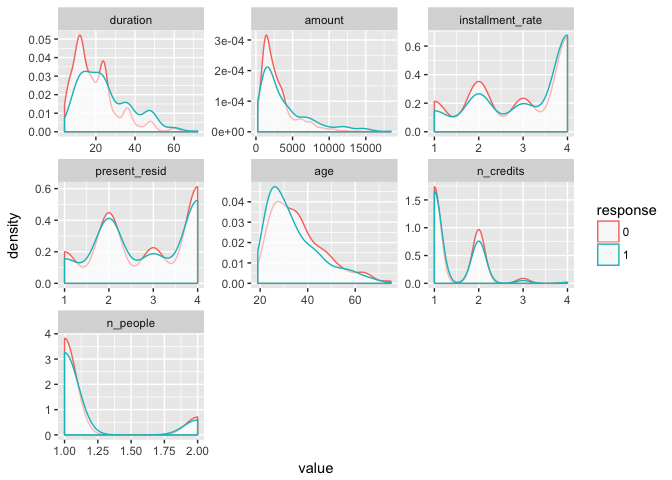 duration
amount
installment_rate
0.05
0.04
0.03
0.02
0.01
0.00
20 40 60
3e-04
2e-04
1e-04
0e+00
0 5000 10000 15000
0.6
0.4
0.2
0.0
1 2 3 4
present_resid
age
n_credits
0.6
0.4
0.2
0.0
1 2 3 4
0.04
0.03
0.02
0.01
0.00
20 40 60
1.5
1.0
0.5
0.0
1 2 3 4
n_people
4
3
2
1
0
1.00 1.25 1.50 1.75 2.00
density
value
response
0
1